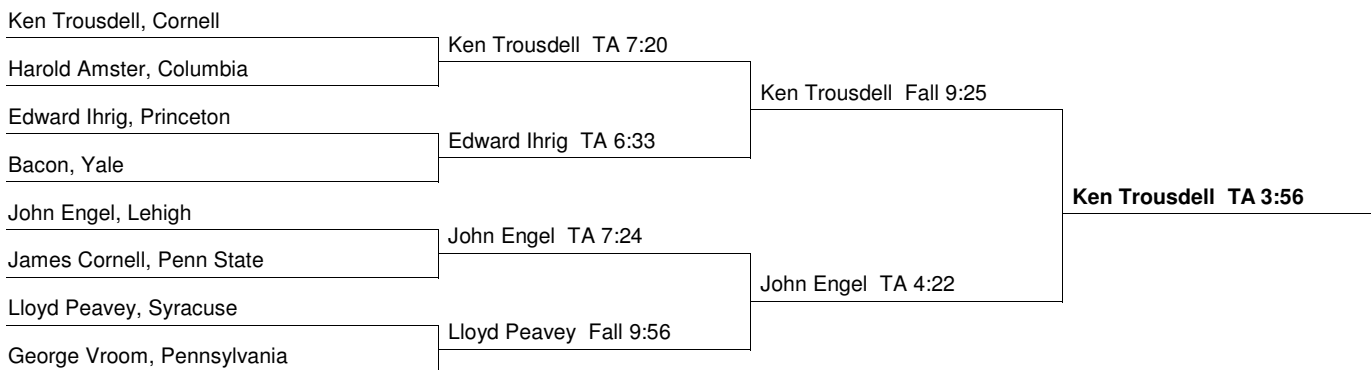 Ken Trousdell, Cornell
Ken Trousdell  TA 7:20
Harold Amster, Columbia
Ken Trousdell  Fall 9:25
Edward Ihrig, Princeton
Edward Ihrig  TA 6:33
Bacon, Yale
Ken Trousdell  TA 3:56
John Engel, Lehigh
John Engel  TA 7:24
James Cornell, Penn State
John Engel  TA 4:22
Lloyd Peavey, Syracuse
Lloyd Peavey  Fall 9:56
George Vroom, Pennsylvania